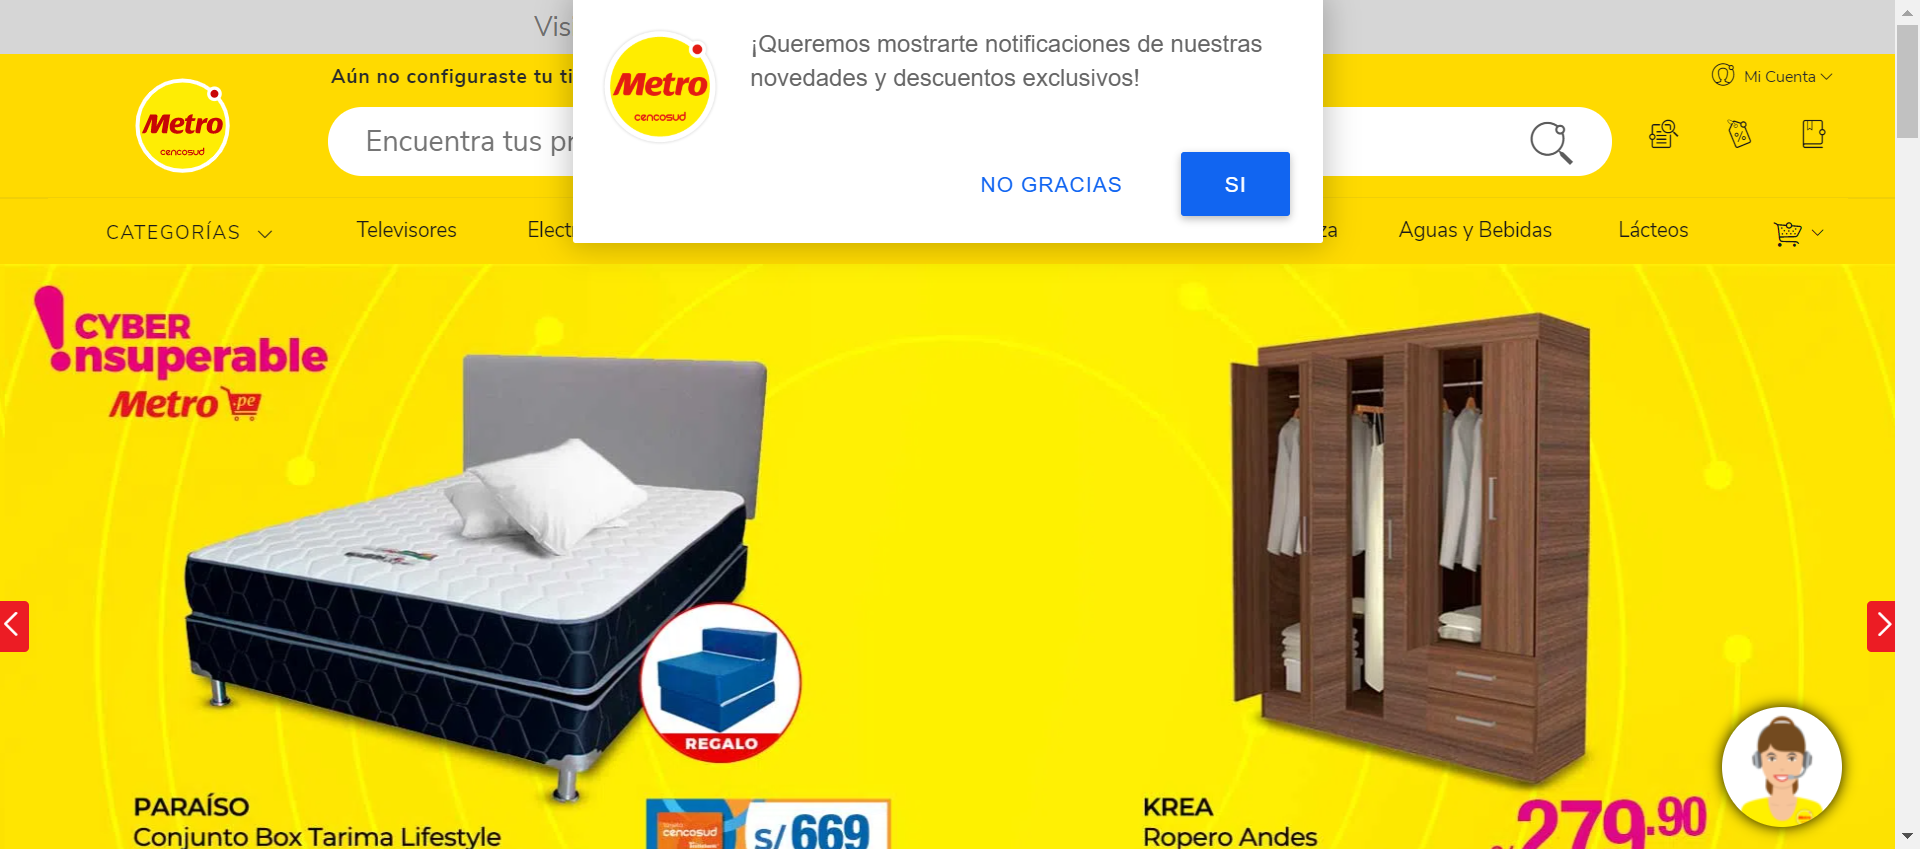 Vis
¡Queremos mostrarte notificaciones de nuestras
novedades y descuentos exclusivos!
Metro
cencosud
NO GRACIAS
SI
Aún no configuraste tu ti
Mi Cuenta
Metro
cencosud
Encuentra tus pr
CATEGORÍAS
Televisores
Elect
za
Aguas y Bebidas
Lácteos
CYBER
nsuperable
Metro .pe
REGALO
PARAÍSO
Conjunto Box Tarima Lifestyle
cencosud
S/ 669
KREA
Ropero Andes
279.90